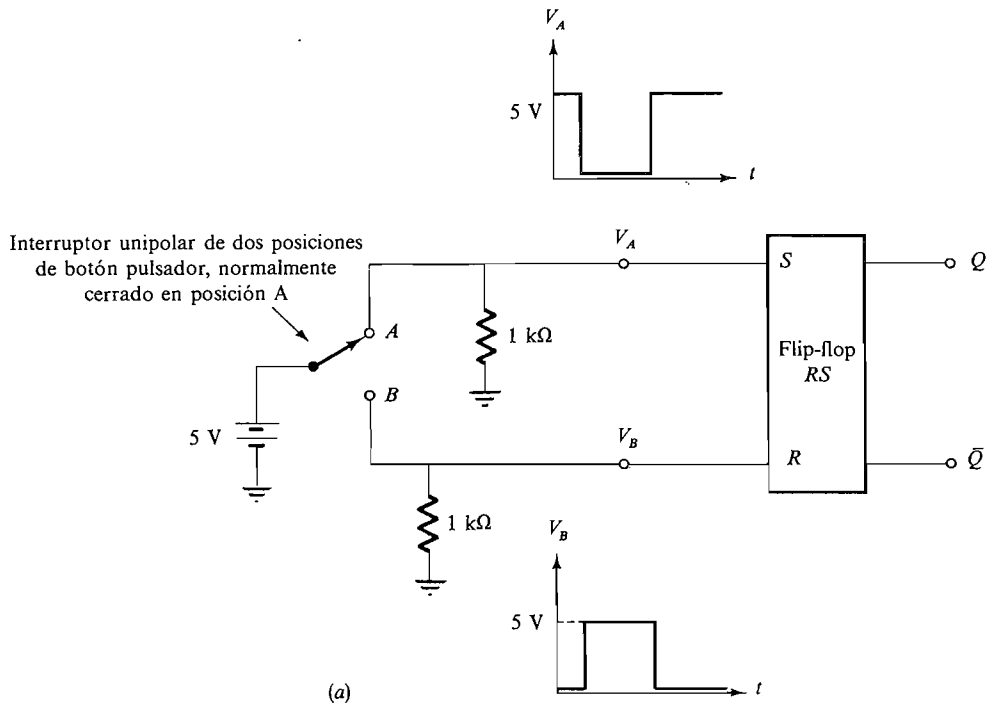 V_A
5 V
t
Interruptor unipolar de dos posiciones
de botón pulsador, normalmente
cerrado en posición A
V_A
S
Q
A
1 kΩ
Flip-flop
RS
B
5 V
V_B
R
Q̄
1 kΩ
V_B
5 V
t
(a)